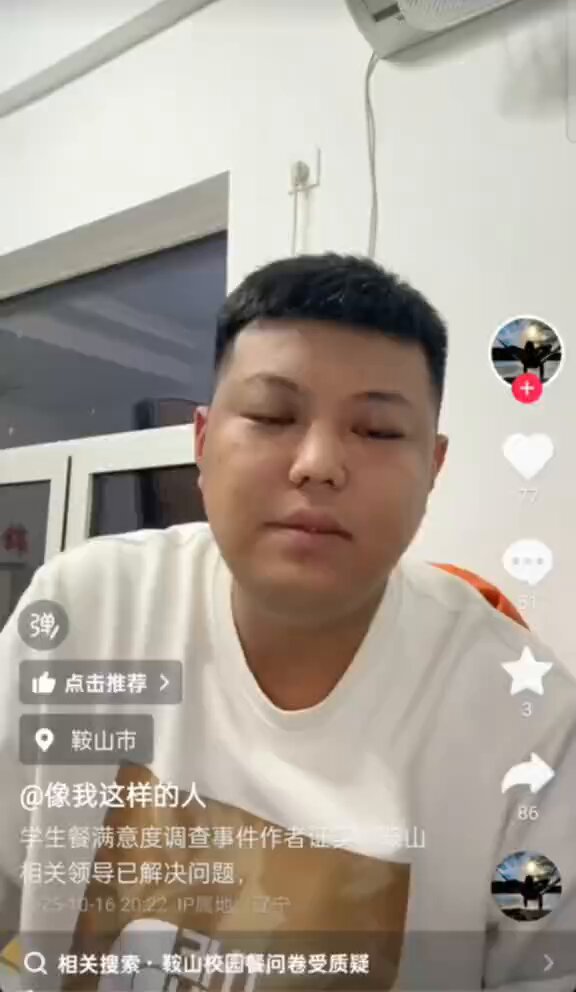 弹
点击推荐 >
鞍山市
77
51
3
86
@像我这样的人
学生餐满意度调查事件作者证实 鞍山
相关领导已解决问题,
25-10-16 20:22 IP属地 辽宁
相关搜索·鞍山校园餐问卷受质疑